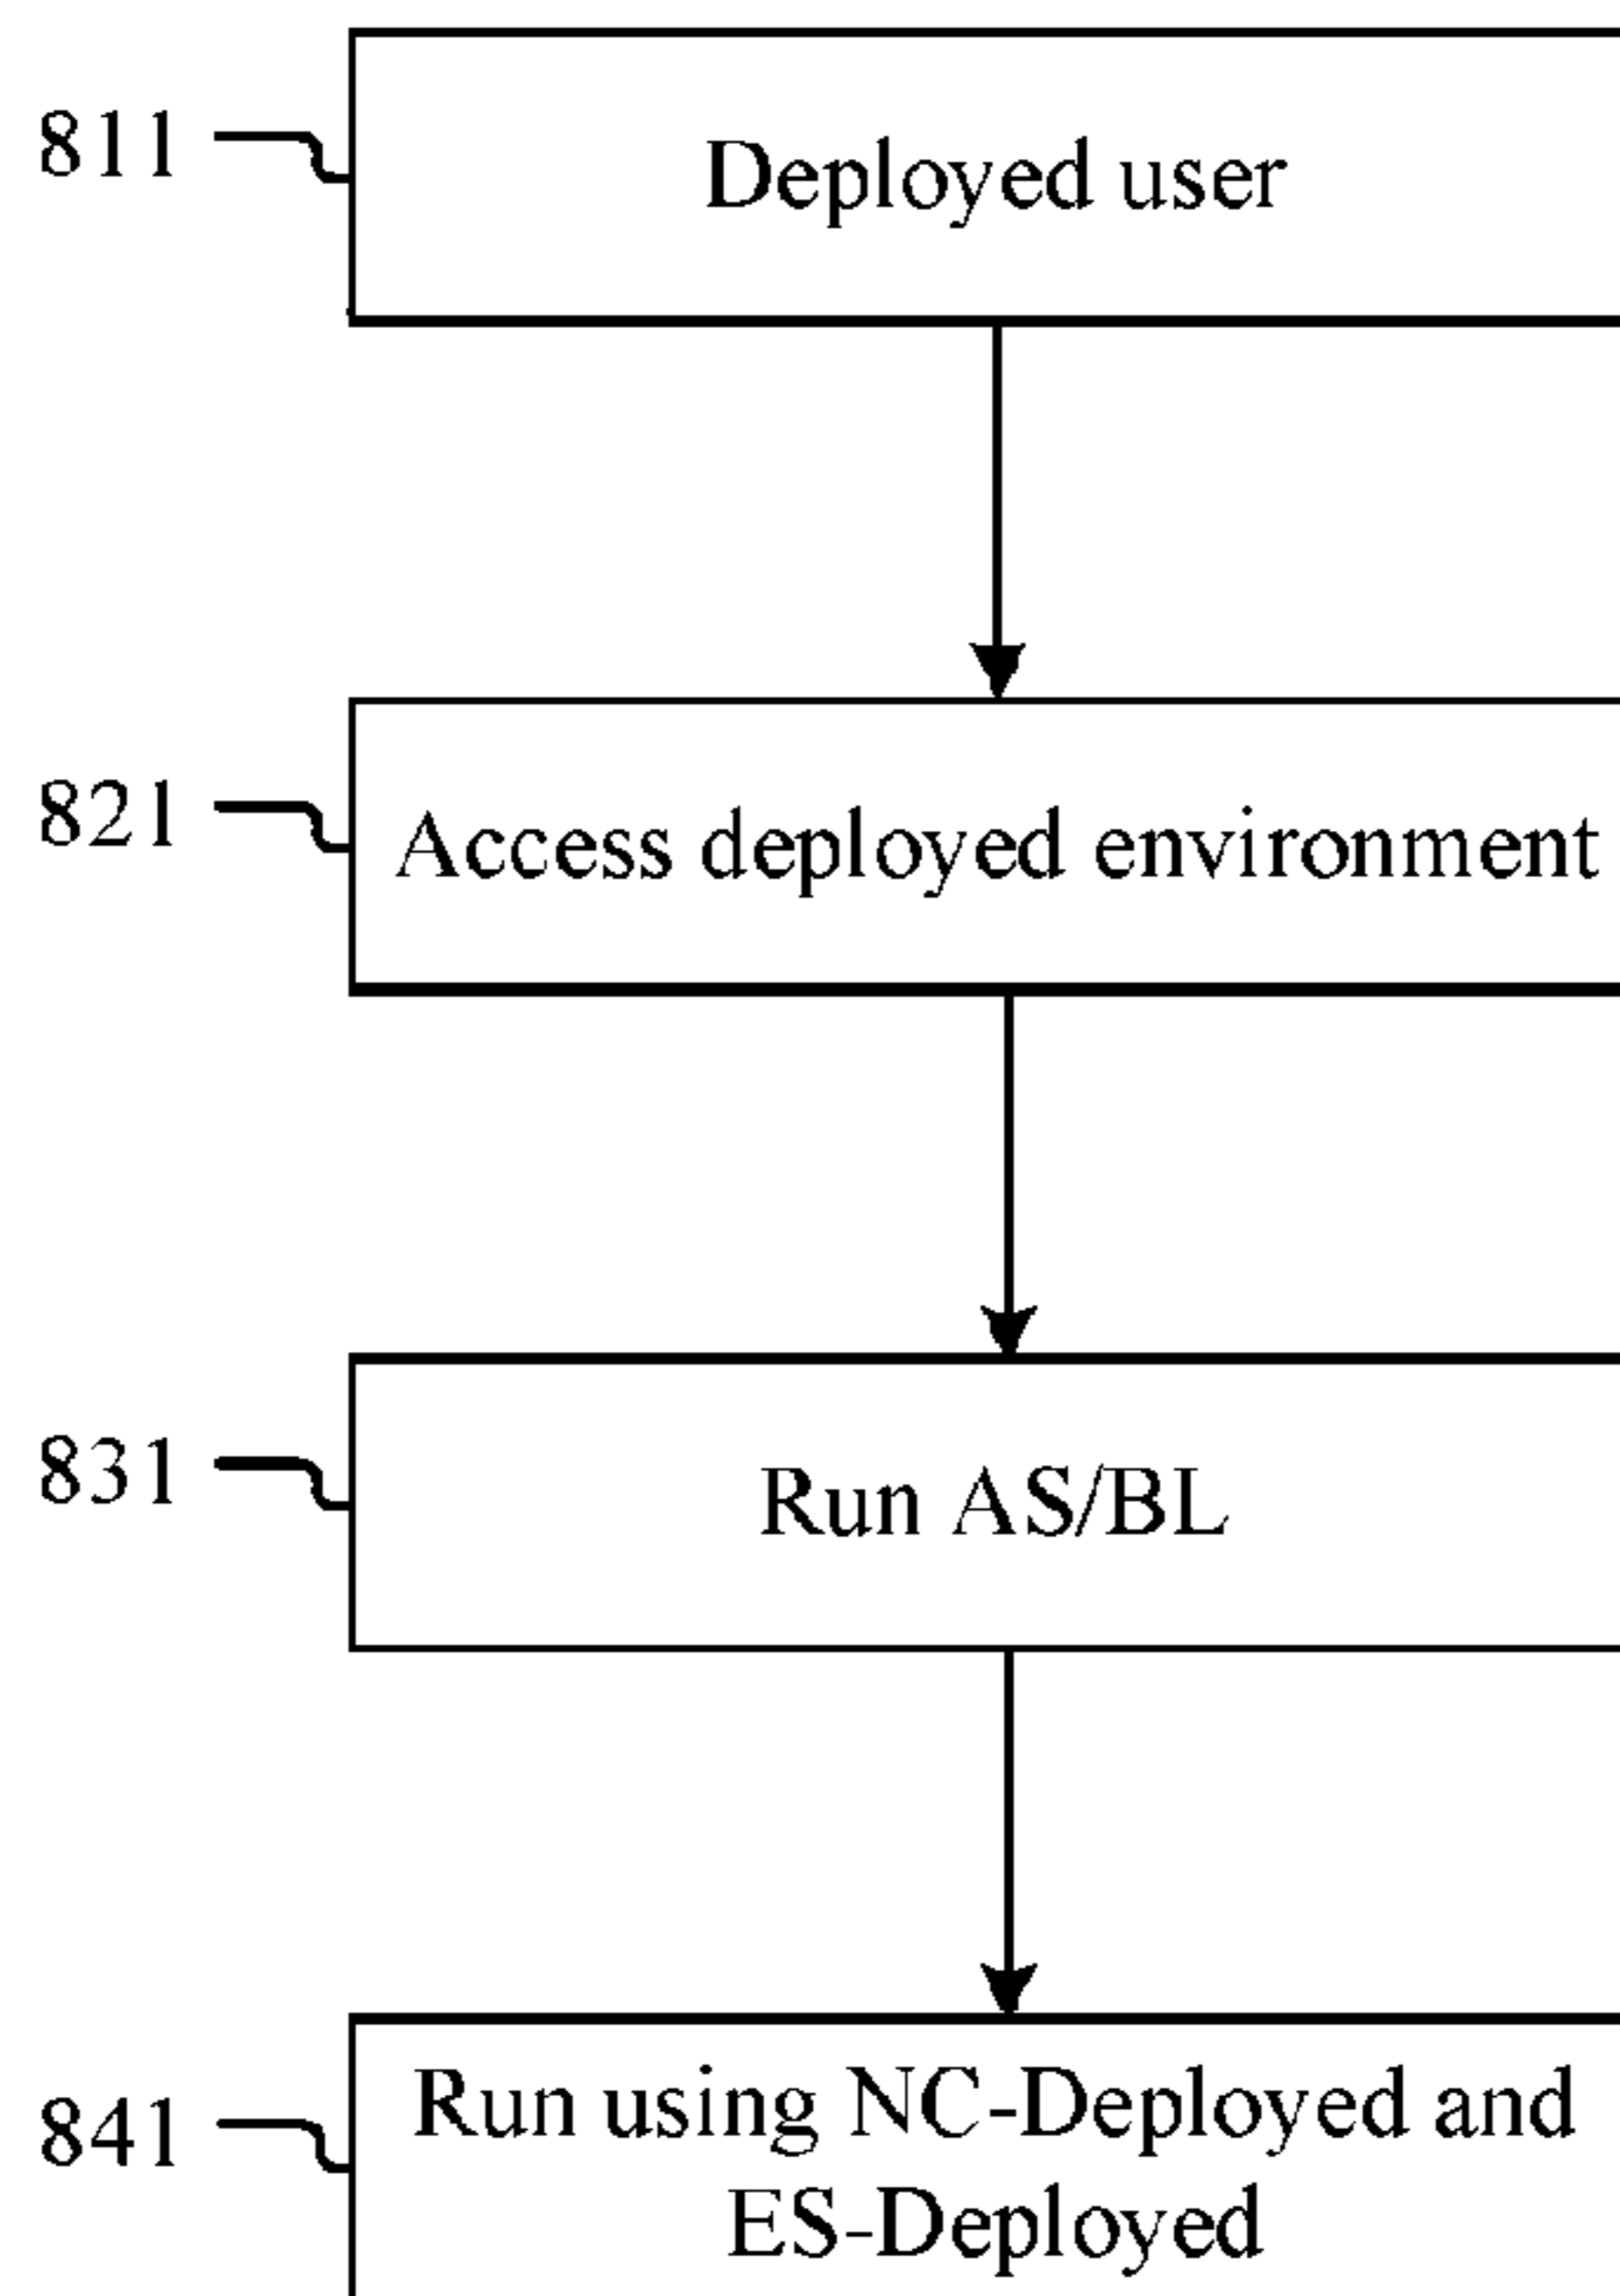 811
Deployed user
821
Access deployed environment
831
Run AS/BL
841
Run using NC-Deployed and
ES-Deployed